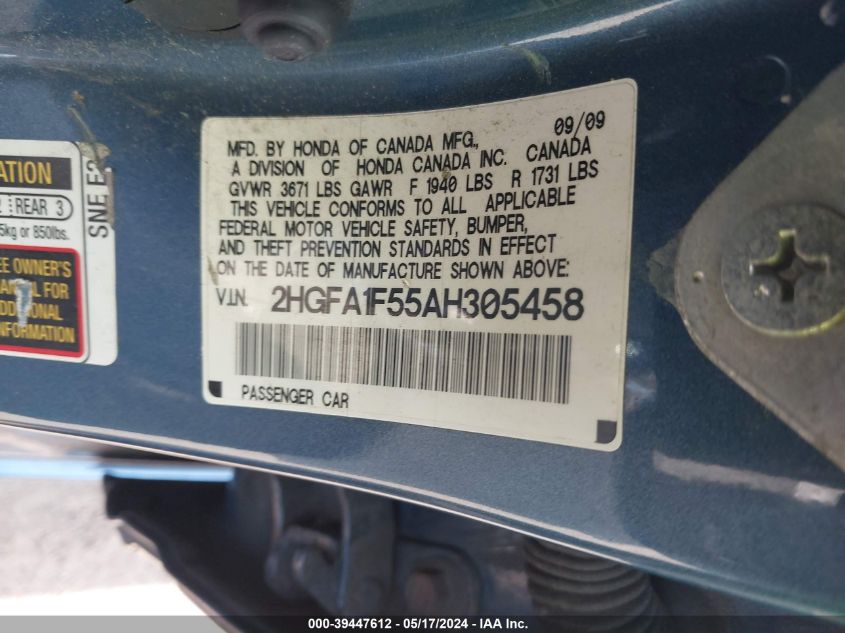 MFD. BY HONDA OF CANADA MFG., 09/09
A DIVISION OF HONDA CANADA INC. CANADA
GVWR 3671 LBS GAWR F 1940 LBS R 1731 LBS
THIS VEHICLE CONFORMS TO ALL APPLICABLE
FEDERAL MOTOR VEHICLE SAFETY, BUMPER,
AND THEFT PREVENTION STANDARDS IN EFFECT
ON THE DATE OF MANUFACTURE SHOWN ABOVE:
V.I.N. 2HGFA1F55AH305458
PASSENGER CAR
ATION
REAR 3
5kg or 850lbs.
SNE
EE OWNER'S
FOR
INFORMATION
000-39447612 - 05/17/2024 - IAA Inc.